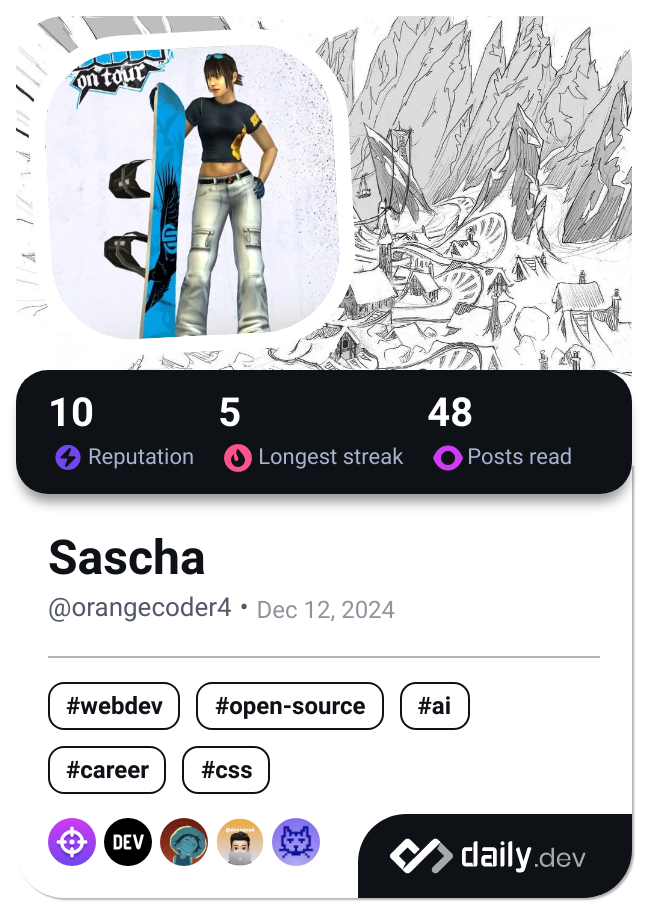 on tour
10
5
48
Reputation
Longest streak
Posts read
Sascha
@orangecoder4 • Dec 12, 2024
#webdev
#open-source
#ai
#career
#css
DEV
daily.dev